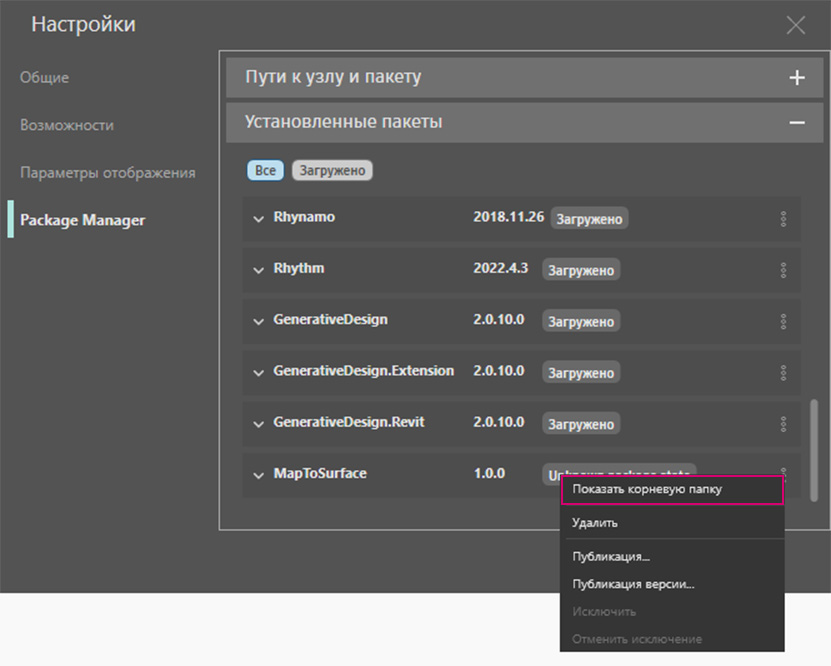 Настройки
Общие
Возможности
Параметры отображения
Package Manager
Пути к узлу и пакету
Установленные пакеты
Все Загружено
Rhynamo 2018.11.26 Загружено
Rhythm 2022.4.3 Загружено
GenerativeDesign 2.0.10.0 Загружено
GenerativeDesign.Extension 2.0.10.0 Загружено
GenerativeDesign.Revit 2.0.10.0 Загружено
MapToSurface 1.0.0 Unknown package state
Показать корневую папку
Удалить
Публикация...
Публикация версии...
Исключить
Отменить исключение